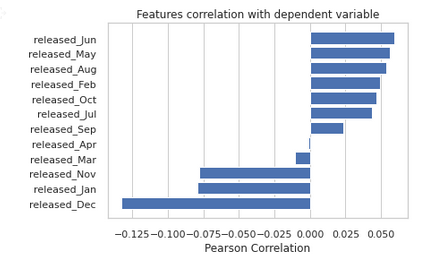 Features correlation with dependent variable
released_Jun
released_May
released_Aug
released_Feb
released_Oct
released_Jul
released_Sep
released_Apr
released_Mar
released_Nov
released_Jan
released_Dec
−0.125 −0.100 −0.075 −0.050 −0.025 0.000 0.025 0.050
Pearson Correlation